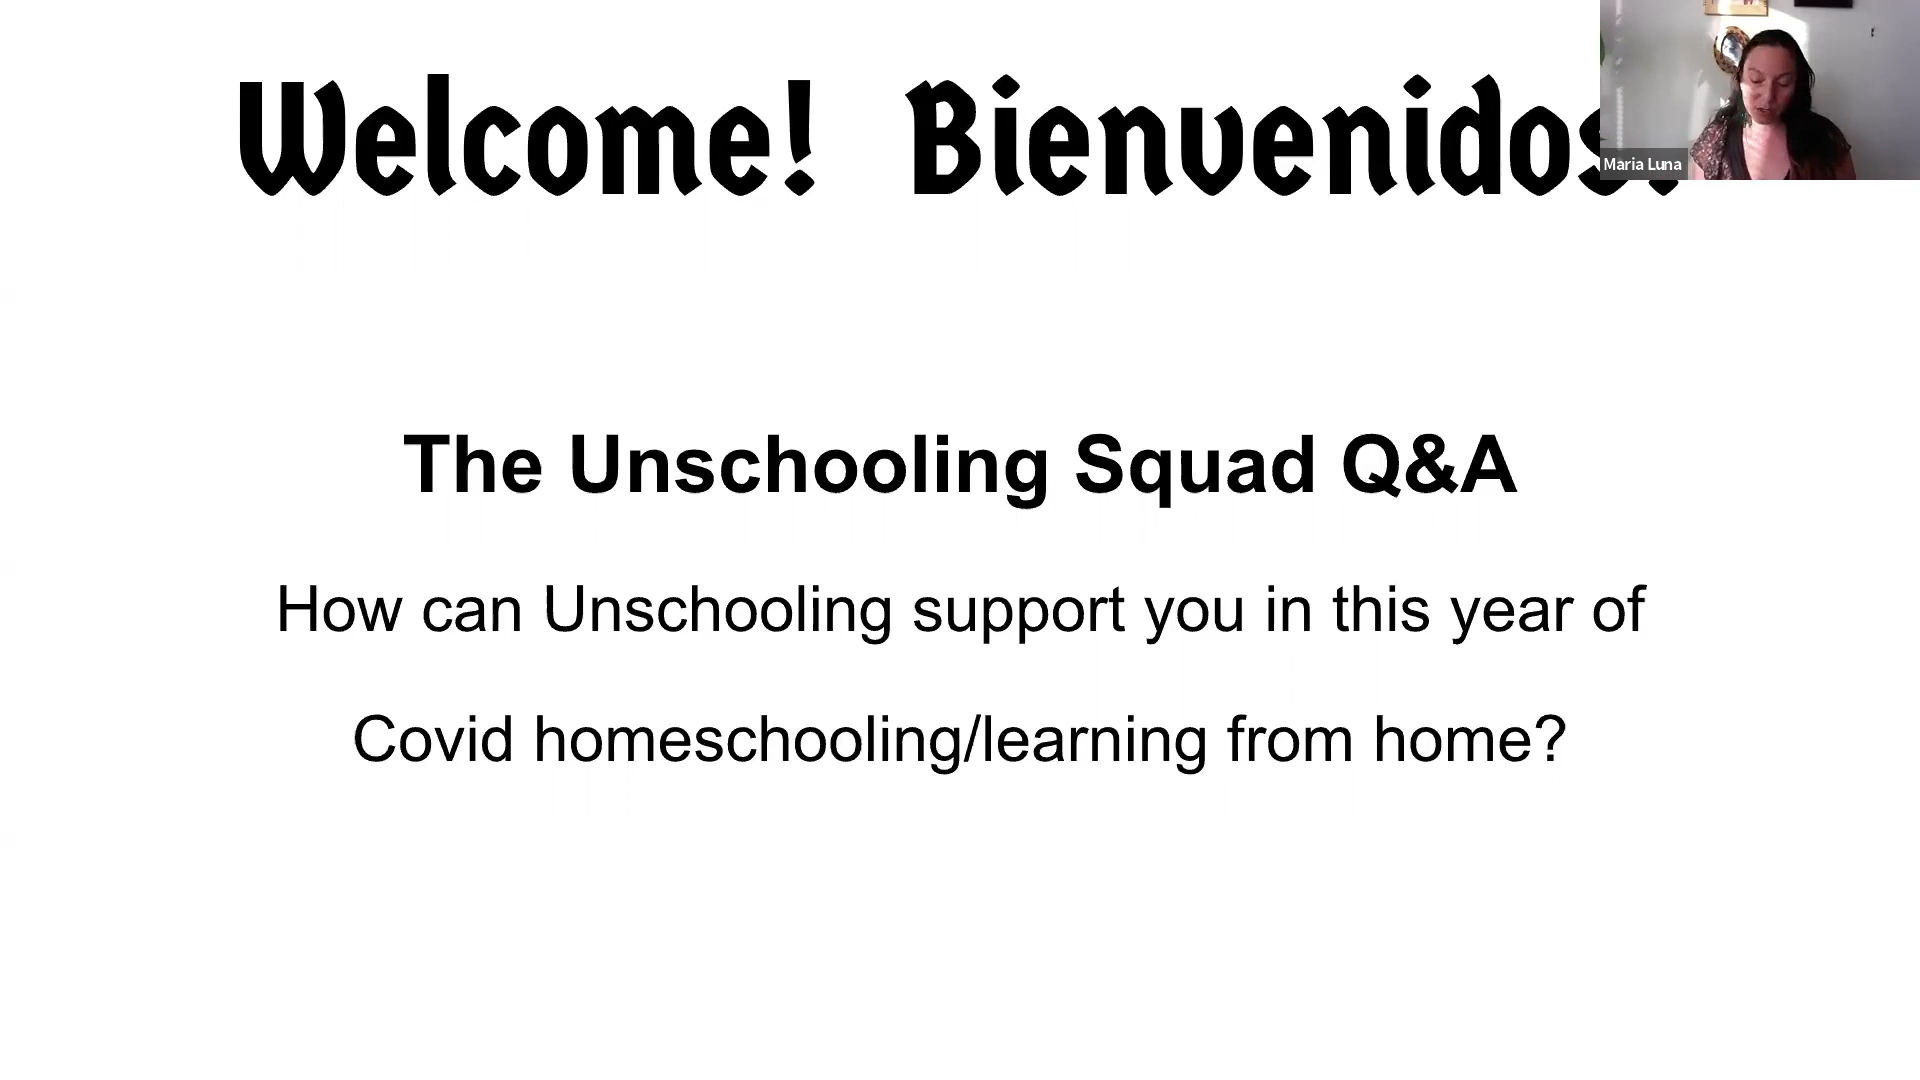 Welcome! Bienvenidos!
Maria Luna
The Unschooling Squad Q&A
How can Unschooling support you in this year of
Covid homeschooling/learning from home?